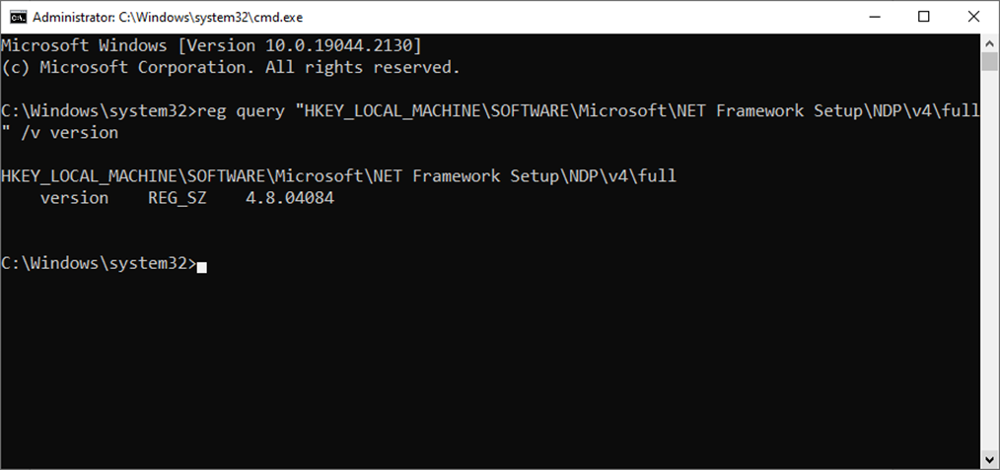 Administrator: C:\Windows\system32\cmd.exe
Microsoft Windows [Version 10.0.19044.2130]
(c) Microsoft Corporation. All rights reserved.
C:\Windows\system32>reg query "HKEY_LOCAL_MACHINE\SOFTWARE\Microsoft\NET Framework Setup\NDP\v4\full
" /v version
HKEY_LOCAL_MACHINE\SOFTWARE\Microsoft\NET Framework Setup\NDP\v4\full
    version    REG_SZ    4.8.04084
C:\Windows\system32>